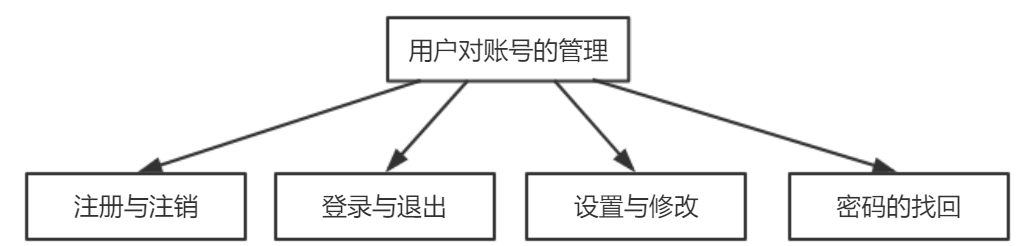 用户对账号的管理
注册与注销
登录与退出
设置与修改
密码的找回